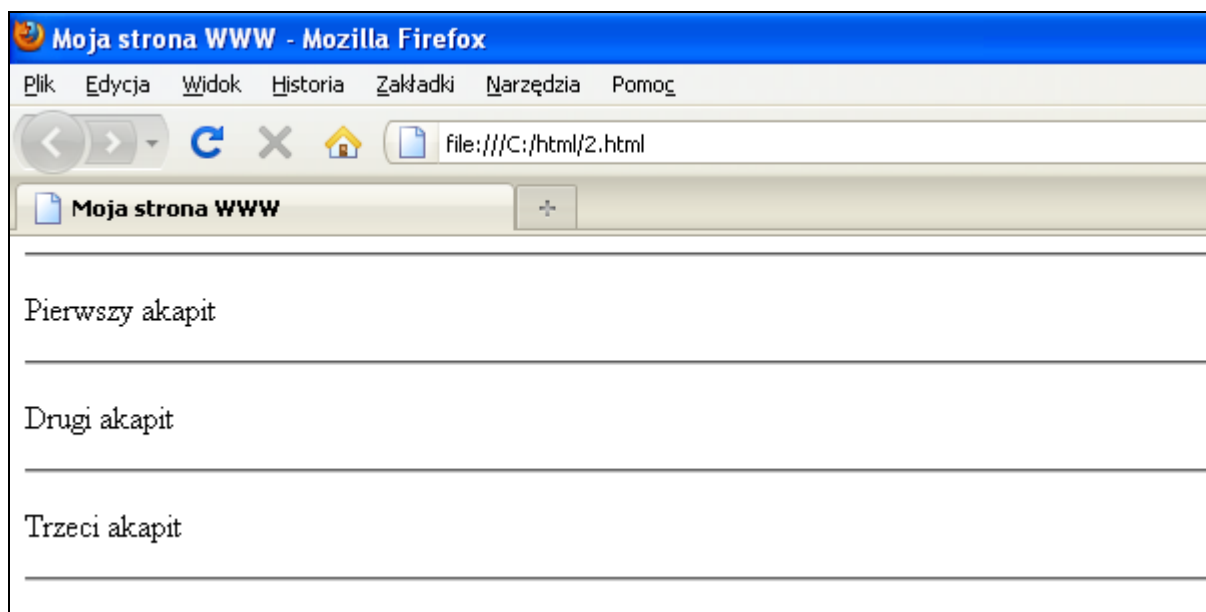 Moja strona WWW - Mozilla Firefox
Plik Edycja Widok Historia Zakładki Narzędzia Pomoc
file:///C:/html/2.html
Moja strona WWW
Pierwszy akapit
Drugi akapit
Trzeci akapit